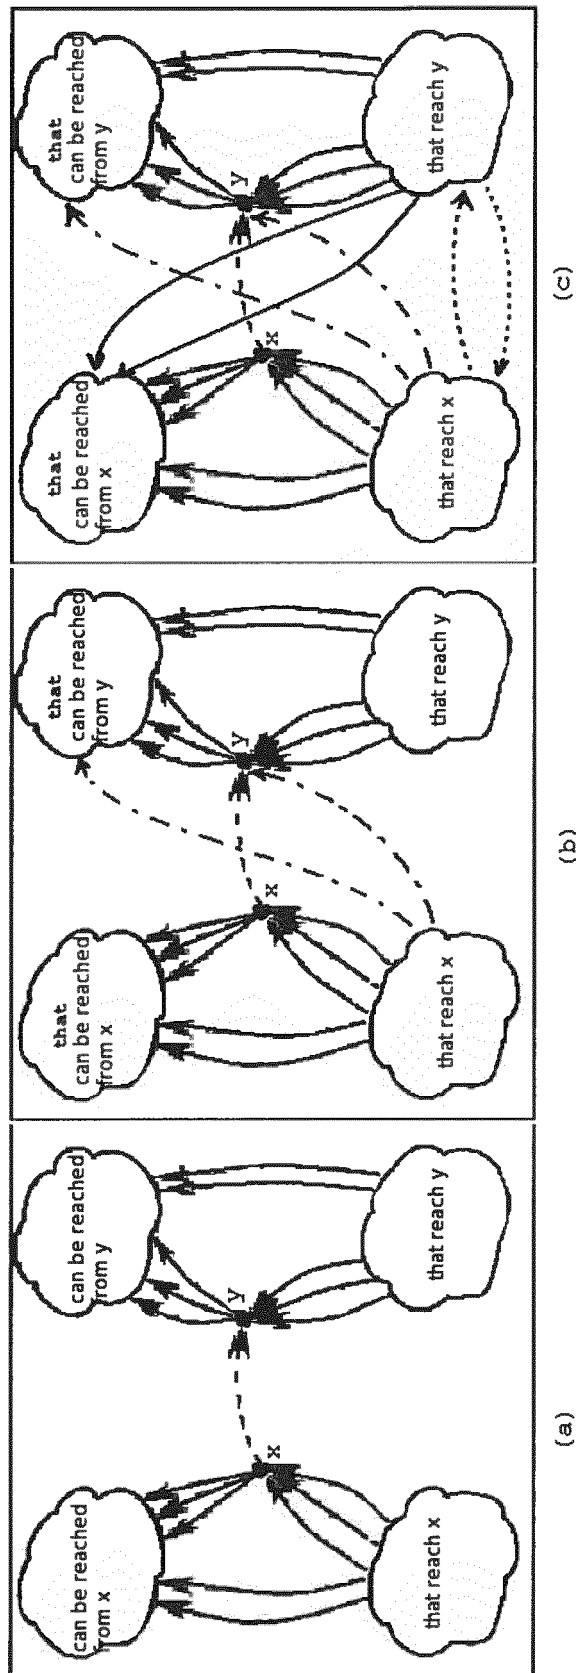 can be reached
from x
x
that reach x
can be reached
from y
y
that reach y
(a)
that
can be reached
from x
x
that reach x
that
can be reached
from y
y
that reach y
(b)
that
can be reached
from x
x
that reach x
that
can be reached
from y
y
that reach y
(c)